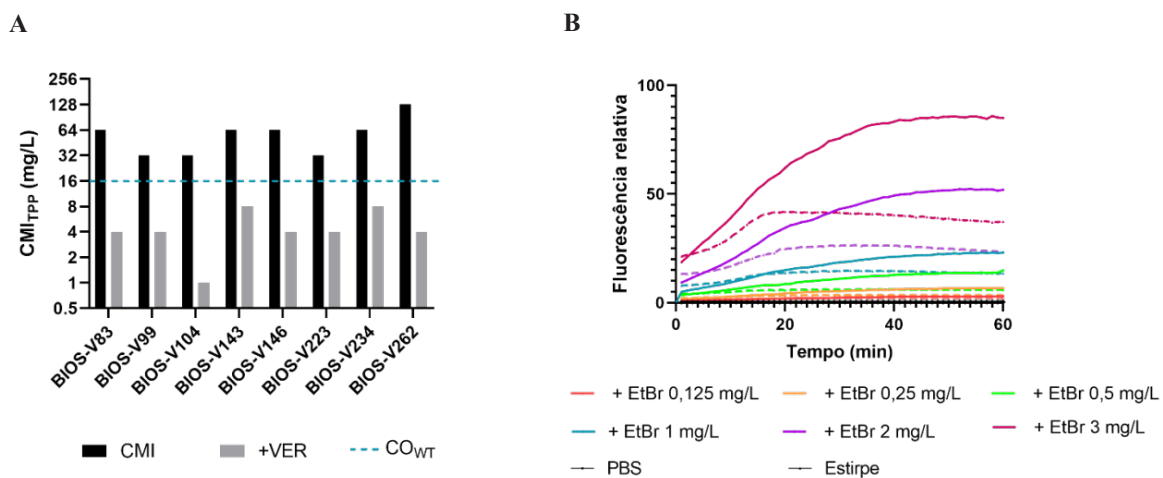 A
CMI_TPP (mg/L)
256
128
64
32
16
8
4
2
1
0.5
BIOS-V83
BIOS-V99
BIOS-V104
BIOS-V143
BIOS-V146
BIOS-V223
BIOS-V234
BIOS-V262
CMI
+VER
CO_WT
B
Fluorescência relativa
100
50
0
0
20
40
60
Tempo (min)
+ EtBr 0,125 mg/L
+ EtBr 0,25 mg/L
+ EtBr 0,5 mg/L
+ EtBr 1 mg/L
+ EtBr 2 mg/L
+ EtBr 3 mg/L
PBS
Estirpe